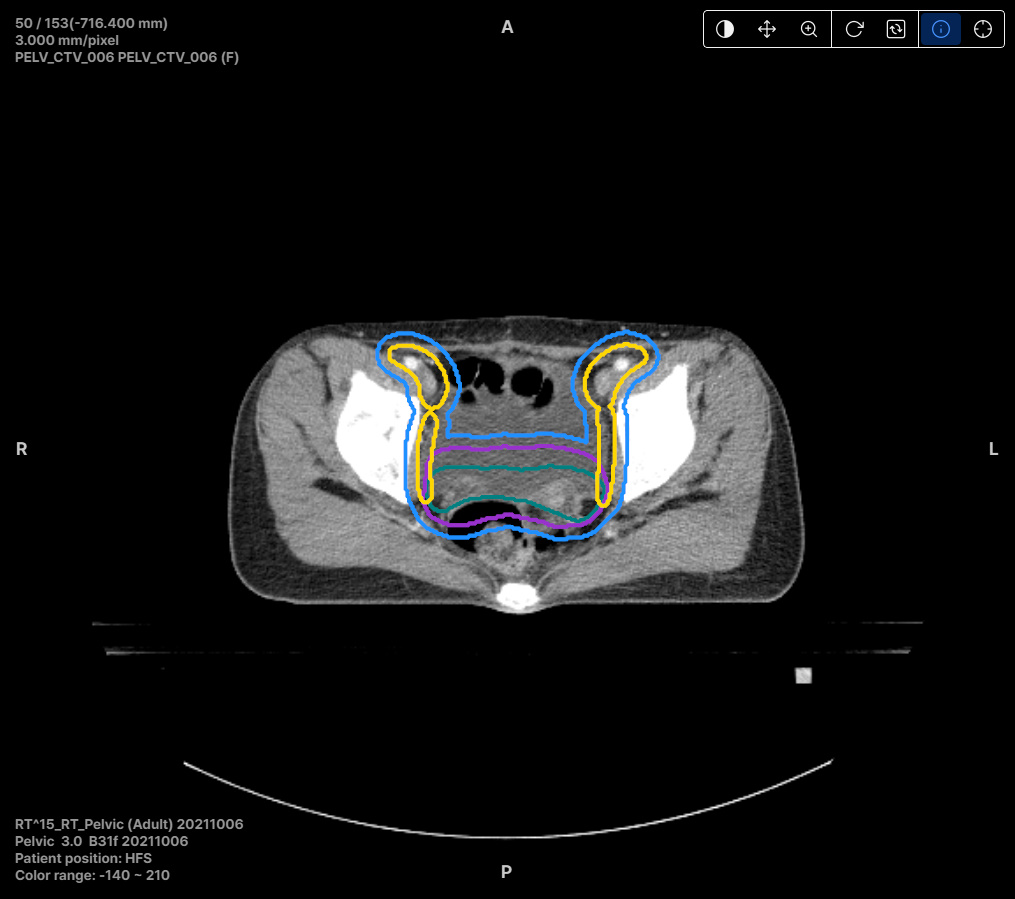 50 / 153(-716.400 mm)
3.000 mm/pixel
PELV_CTV_006 PELV_CTV_006 (F)
A
R
L
RT^15_RT_Pelvic (Adult) 20211006
Pelvic  3.0  B31f 20211006
Patient position: HFS
Color range: -140 ~ 210
P